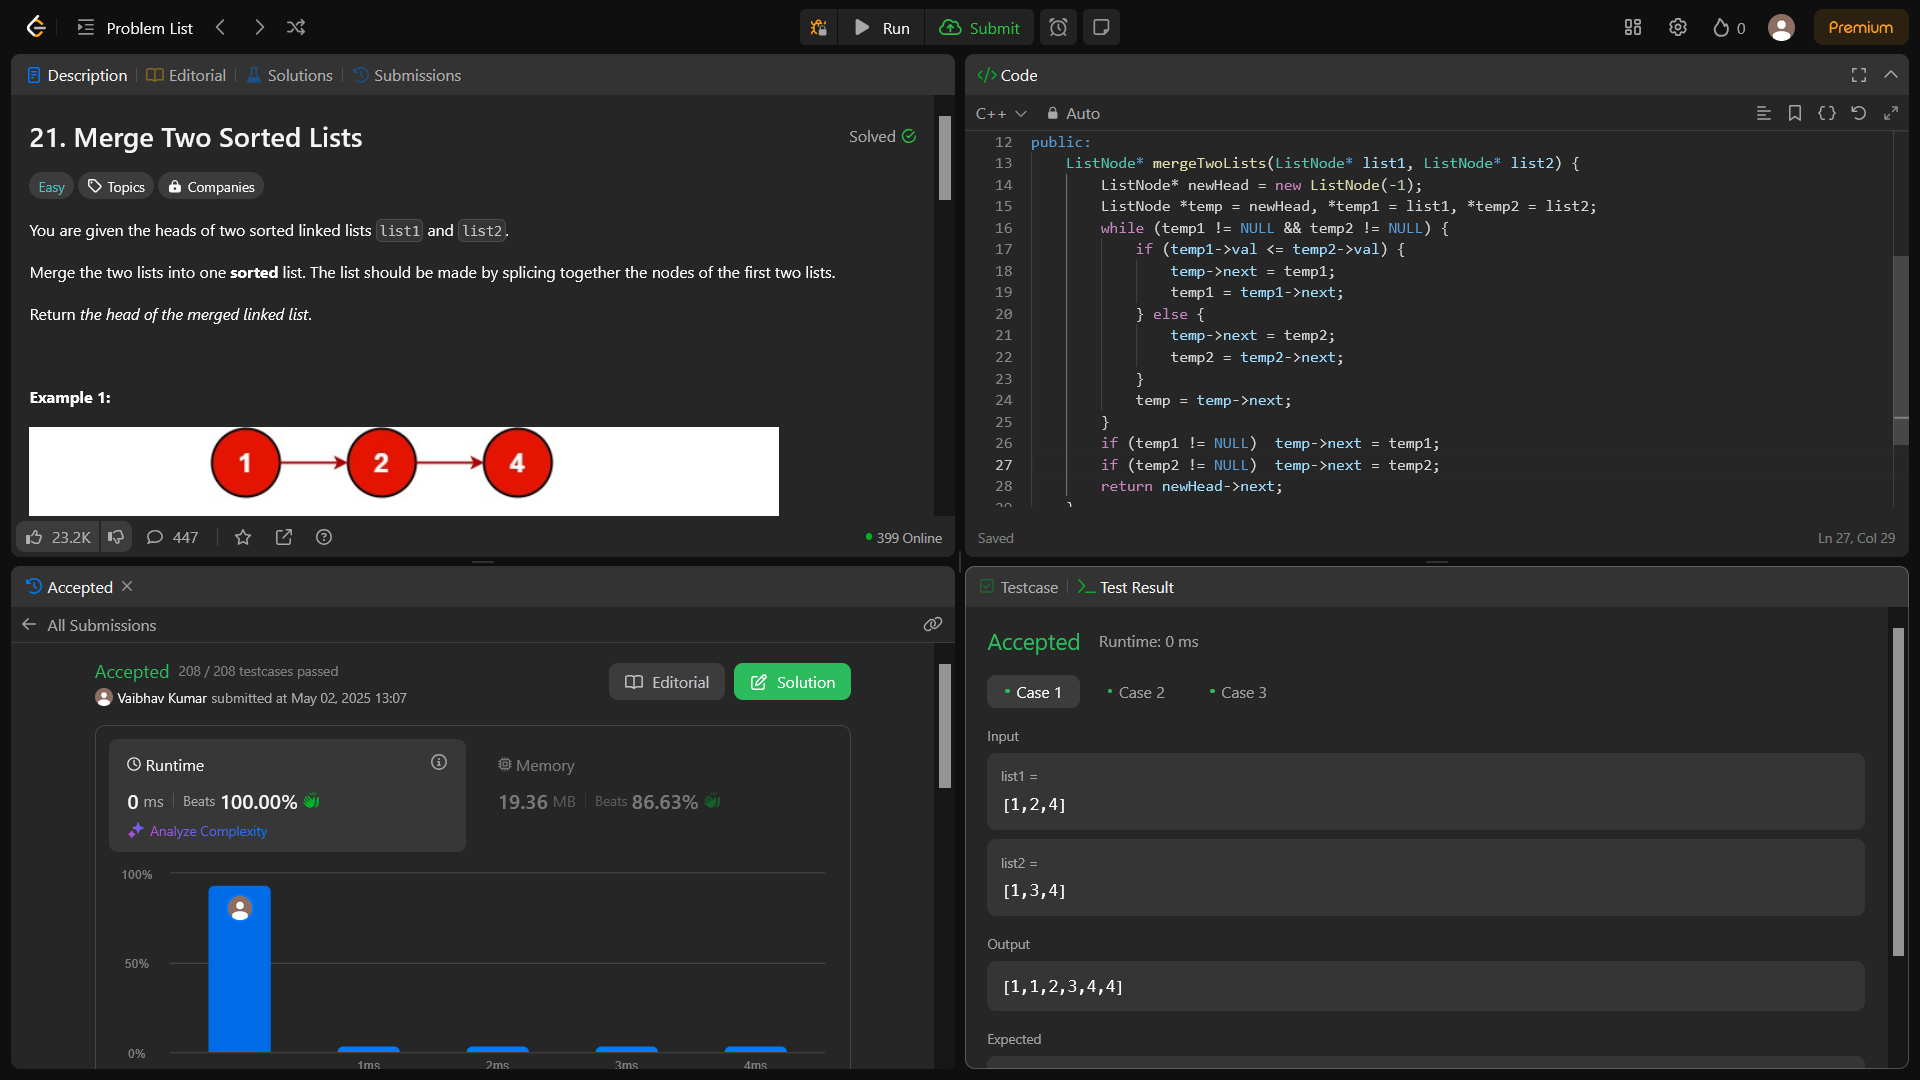 Problem List
Run
Submit
0
Premium
Description
Editorial
Solutions
Submissions
21. Merge Two Sorted Lists
Solved
Easy
Topics
Companies
You are given the heads of two sorted linked lists list1 and list2.
Merge the two lists into one sorted list. The list should be made by splicing together the nodes of the first two lists.
Return the head of the merged linked list.
Example 1:
1
2
4
23.2K
447
399 Online
Code
C++
Auto
12 public:
13 ListNode* mergeTwoLists(ListNode* list1, ListNode* list2) {
14 ListNode* newHead = new ListNode(-1);
15 ListNode *temp = newHead, *temp1 = list1, *temp2 = list2;
16 while (temp1 != NULL && temp2 != NULL) {
17 if (temp1->val <= temp2->val) {
18 temp->next = temp1;
19 temp1 = temp1->next;
20 } else {
21 temp->next = temp2;
22 temp2 = temp2->next;
23 }
24 temp = temp->next;
25 }
26 if (temp1 != NULL)  temp->next = temp1;
27 if (temp2 != NULL)  temp->next = temp2;
28 return newHead->next;
Saved
Ln 27, Col 29
Accepted
All Submissions
Accepted 208 / 208 testcases passed
Vaibhav Kumar submitted at May 02, 2025 13:07
Editorial
Solution
Runtime
0 ms
Beats 100.00%
Analyze Complexity
Memory
19.36 MB
Beats 86.63%
100%
50%
0%
1ms
2ms
3ms
4ms
Testcase
Test Result
Accepted
Runtime: 0 ms
Case 1
Case 2
Case 3
Input
list1 =
[1,2,4]
list2 =
[1,3,4]
Output
[1,1,2,3,4,4]
Expected